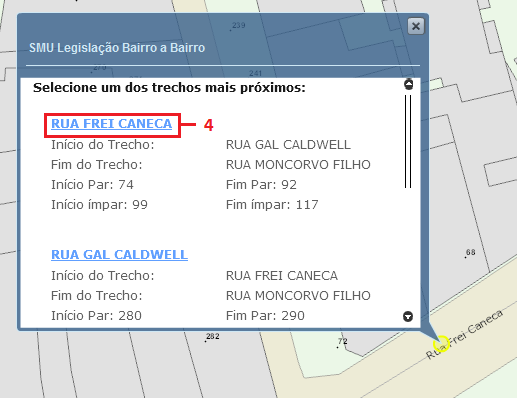 239
241
SMU Legislação Bairro a Bairro
Selecione um dos trechos mais próximos:
RUA FREI CANECA 4
Início do Trecho: RUA GAL CALDWELL
Fim do Trecho: RUA MONCORVO FILHO
Início Par: 74 Fim Par: 92
Início ímpar: 99 Fim ímpar: 117
RUA GAL CALDWELL
Início do Trecho: RUA FREI CANECA
Fim do Trecho: RUA MONCORVO FILHO
Início Par: 280 Fim Par: 290
68
282
72
Rua Frei Caneca